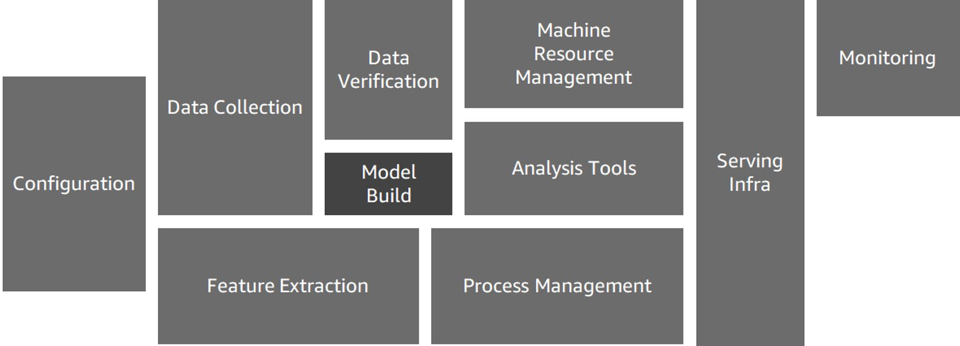 Configuration
Data Collection
Data
Verification
Model
Build
Machine
Resource
Management
Analysis Tools
Feature Extraction
Process Management
Serving
Infra
Monitoring